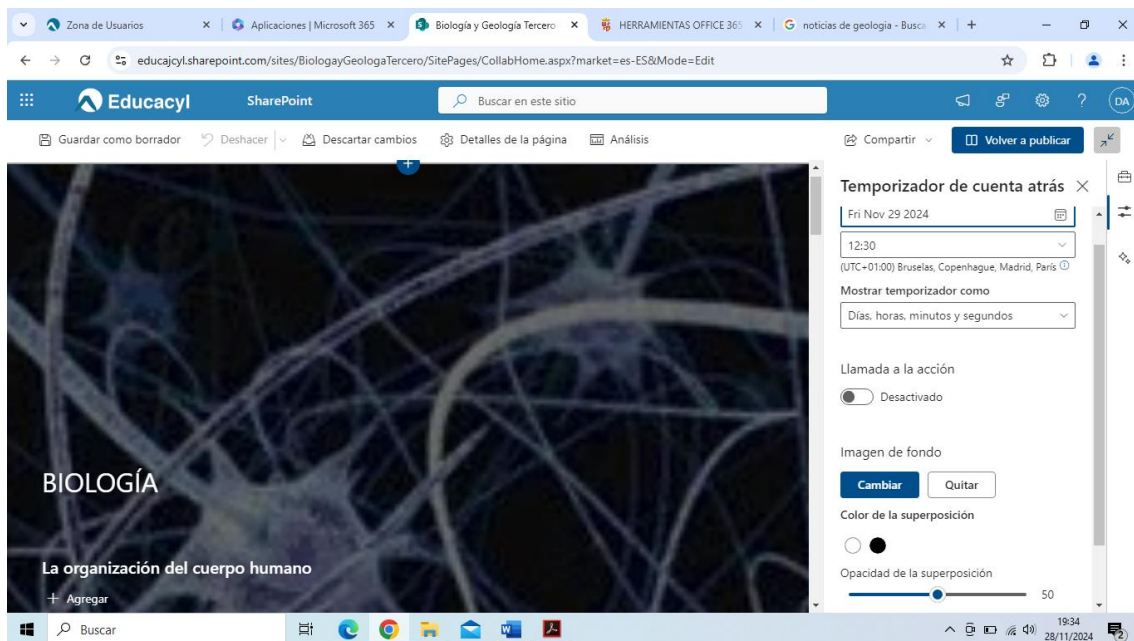 Zona de Usuarios
Aplicaciones | Microsoft 365
Biología y Geología Tercero
HERRAMIENTAS OFFICE 365
noticias de geologia - Busca
educajcyl.sharepoint.com/sites/BiologayGeologaTercero/SitePages/CollabHome.aspx?market=es-ES&Mode=Edit
Educacyl
SharePoint
Buscar en este sitio
DA
Guardar como borrador
Deshacer
Descartar cambios
Detalles de la página
Análisis
Compartir
Volver a publicar
Temporizador de cuenta atrás
Fri Nov 29 2024
12:30
(UTC+01:00) Bruselas, Copenhague, Madrid, París
Mostrar temporizador como
Días, horas, minutos y segundos
Llamada a la acción
Desactivado
Imagen de fondo
Cambiar
Quitar
Color de la superposición
Opacidad de la superposición
50
BIOLOGÍA
La organización del cuerpo humano
+ Agregar
Buscar
19:34
28/11/2024
2